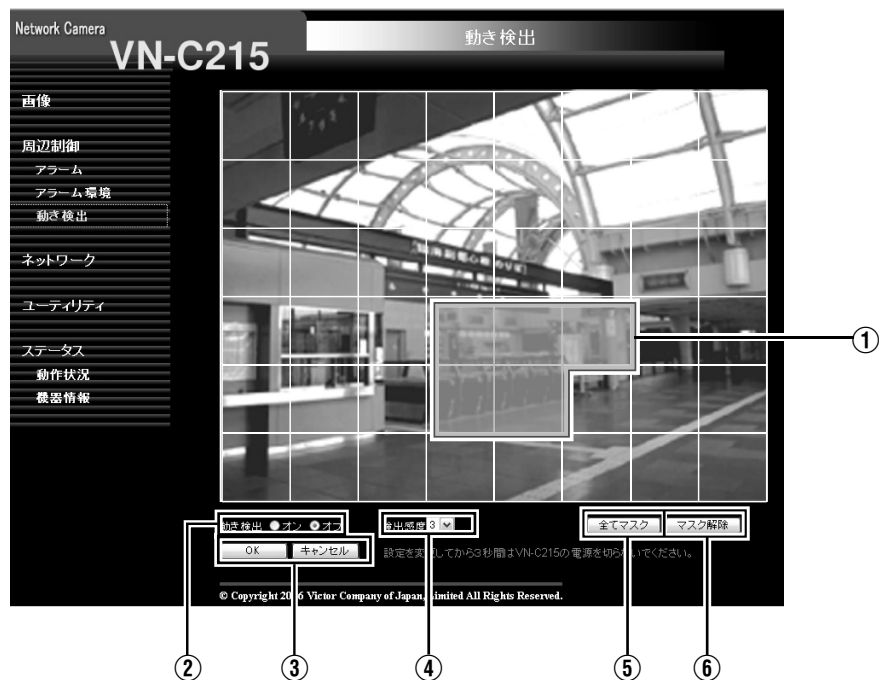 Network Camera
VN-C215
動き検出
画像
周辺制御
アラーム
アラーム環境
動き検出
ネットワーク
ユーティリティ
ステータス
動作状況
機器情報
①
動き検出 オン オフ
検出感度 3
全てマスク
マスク解除
OK
キャンセル
設定を変更してから3秒間はVN-C215の電源を切らないでください。
© Copyright 2006 Victor Company of Japan, Limited All Rights Reserved.
②
③
④
⑤
⑥